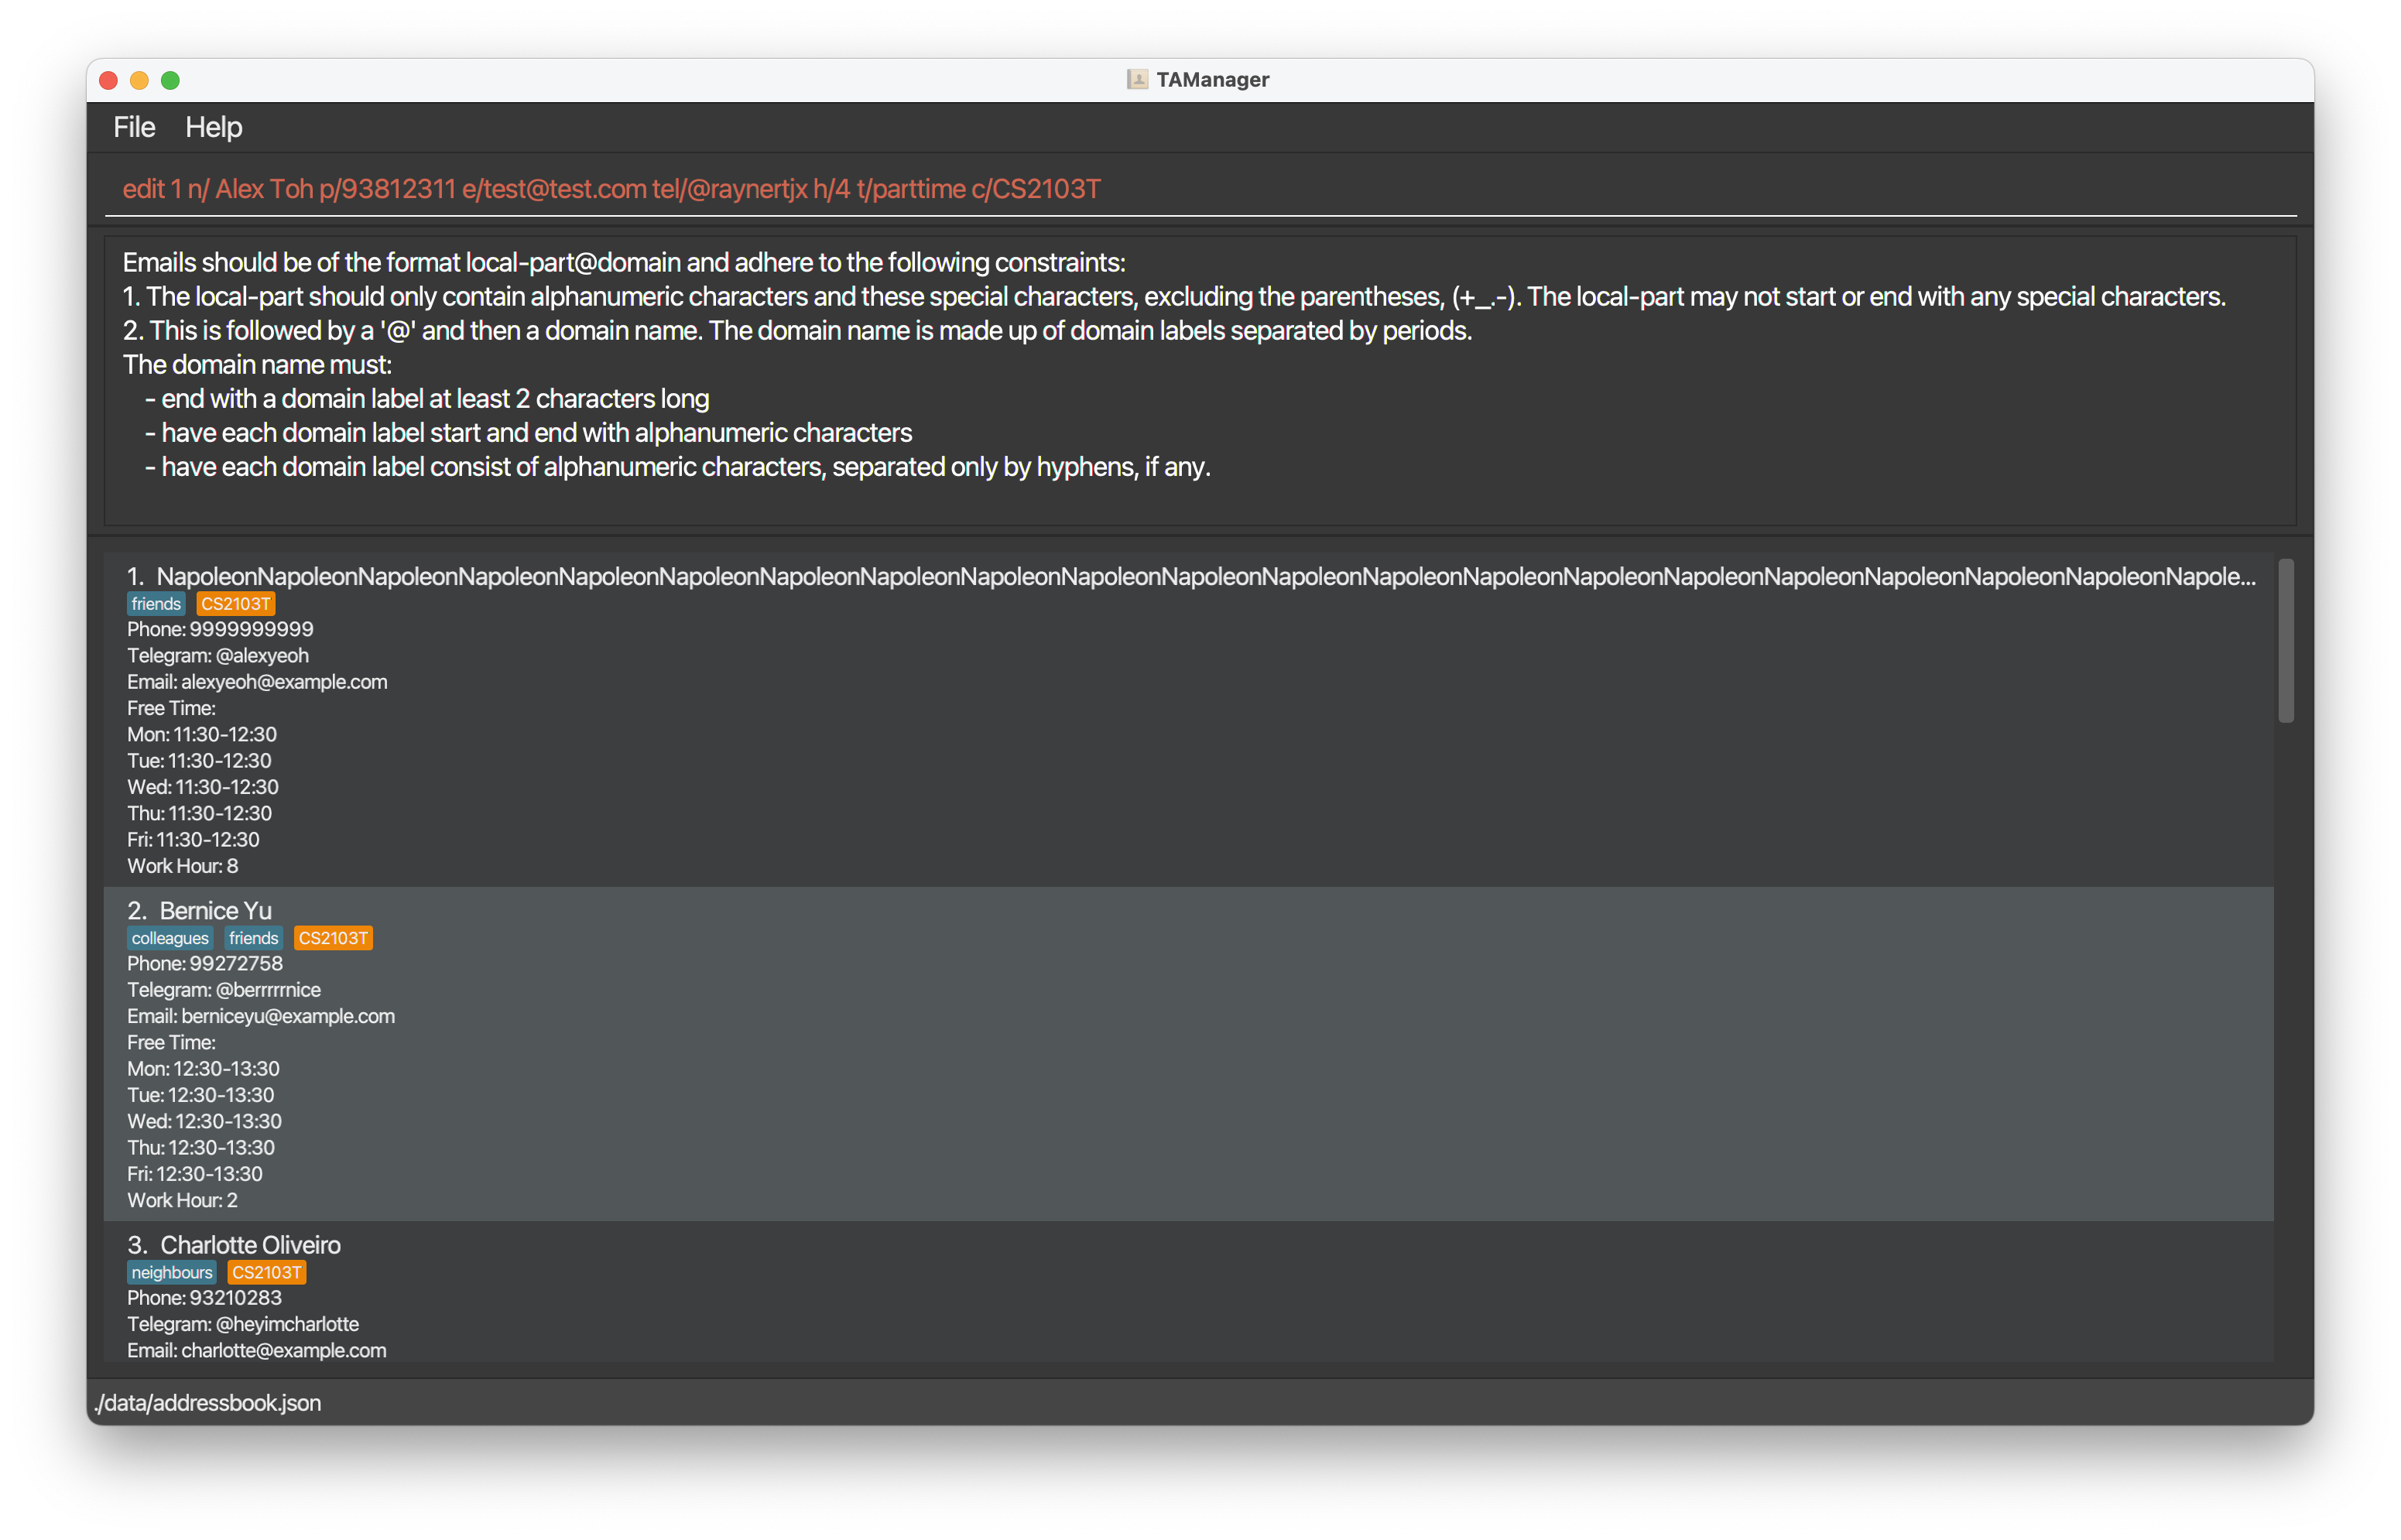 TAManager
File Help
edit 1 n/ Alex Toh p/93812311 e/test@test.com tel/@raynertjx h/4 t/parttime c/CS2103T
Emails should be of the format local-part@domain and adhere to the following constraints:
1. The local-part should only contain alphanumeric characters and these special characters, excluding the parentheses, (+_.-). The local-part may not start or end with any special characters.
2. This is followed by a '@' and then a domain name. The domain name is made up of domain labels separated by periods.
The domain name must:
- end with a domain label at least 2 characters long
- have each domain label start and end with alphanumeric characters
- have each domain label consist of alphanumeric characters, separated only by hyphens, if any.
1. NapoleonNapoleonNapoleonNapoleonNapoleonNapoleonNapoleonNapoleonNapoleonNapoleonNapoleonNapoleonNapoleonNapoleonNapoleonNapoleonNapoleonNapoleonNapoleonNapoleonNapole...
friends CS2103T
Phone: 9999999999
Telegram: @alexyeoh
Email: alexyeoh@example.com
Free Time:
Mon: 11:30-12:30
Tue: 11:30-12:30
Wed: 11:30-12:30
Thu: 11:30-12:30
Fri: 11:30-12:30
Work Hour: 8
2. Bernice Yu
colleagues friends CS2103T
Phone: 99272758
Telegram: @berrrrrnice
Email: berniceyu@example.com
Free Time:
Mon: 12:30-13:30
Tue: 12:30-13:30
Wed: 12:30-13:30
Thu: 12:30-13:30
Fri: 12:30-13:30
Work Hour: 2
3. Charlotte Oliveiro
neighbours CS2103T
Phone: 93210283
Telegram: @heyimcharlotte
Email: charlotte@example.com
./data/addressbook.json